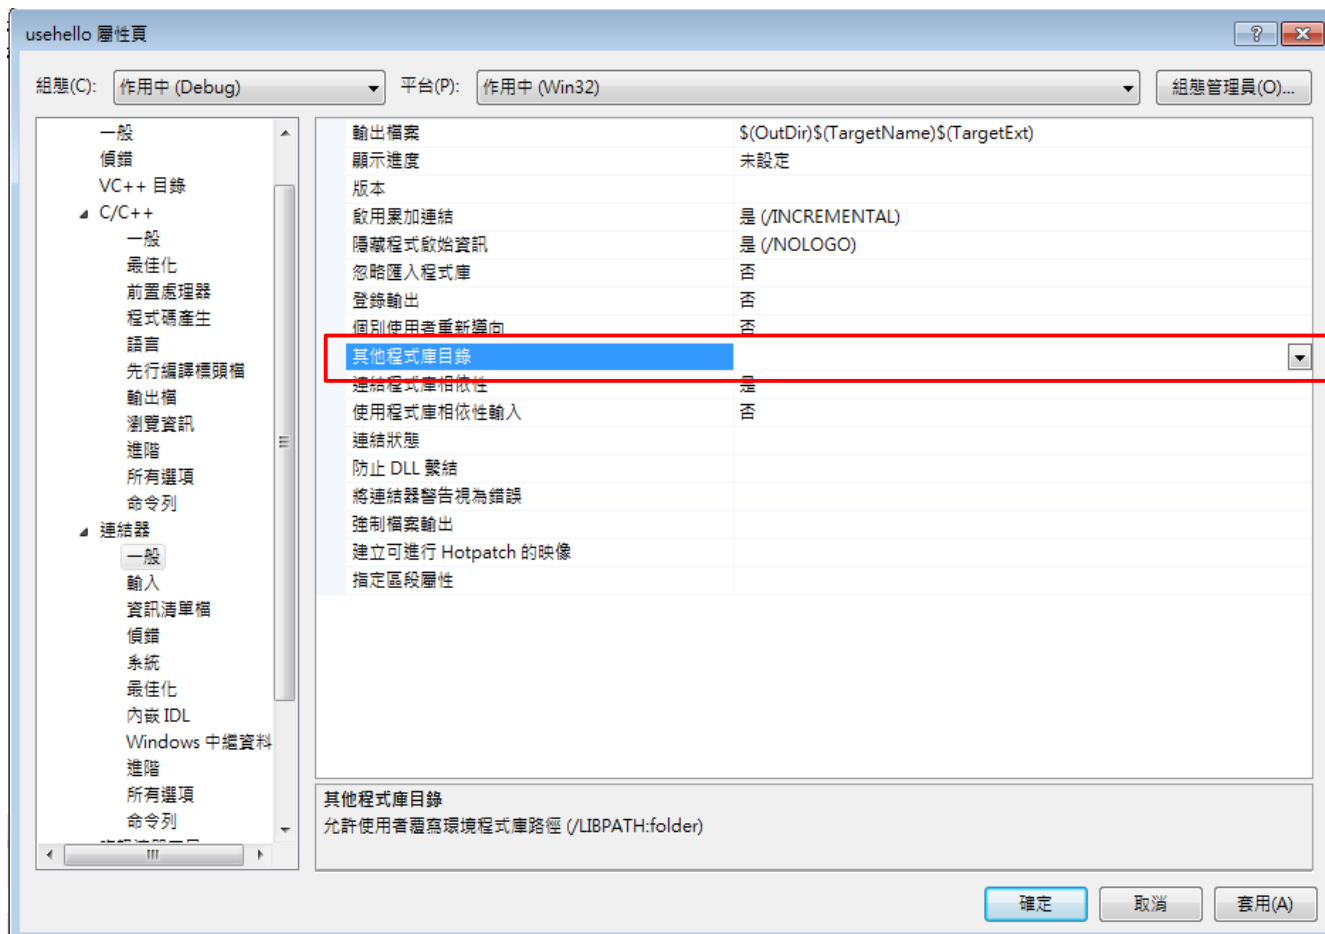 usehello 屬性頁
組態(C): 作用中 (Debug) 平台(P): 作用中 (Win32) 組態管理員(O)...
一般
偵錯
VC++ 目錄
C/C++
一般
最佳化
前置處理器
程式碼產生
語言
先行編譯標頭檔
輸出檔
瀏覽資訊
進階
所有選項
命令列
連結器
一般
輸入
資訊清單檔
偵錯
系統
最佳化
內嵌 IDL
Windows 中繼資料
進階
所有選項
命令列
輸出檔案 $(OutDir)$(TargetName)$(TargetExt)
顯示進度 未設定
版本
啟用累加連結 是 (/INCREMENTAL)
隱藏程式啟始資訊 是 (/NOLOGO)
忽略匯入程式庫 否
登錄輸出 否
個別使用者重新導向 否
其他程式庫目錄
連結程式庫相依性 是
使用程式庫相依性輸入 否
連結狀態
防止 DLL 繫結
將連結器警告視為錯誤
強制檔案輸出
建立可進行 Hotpatch 的映像
指定區段屬性
其他程式庫目錄
允許使用者覆寫環境程式庫路徑 (/LIBPATH:folder)
確定 取消 套用(A)